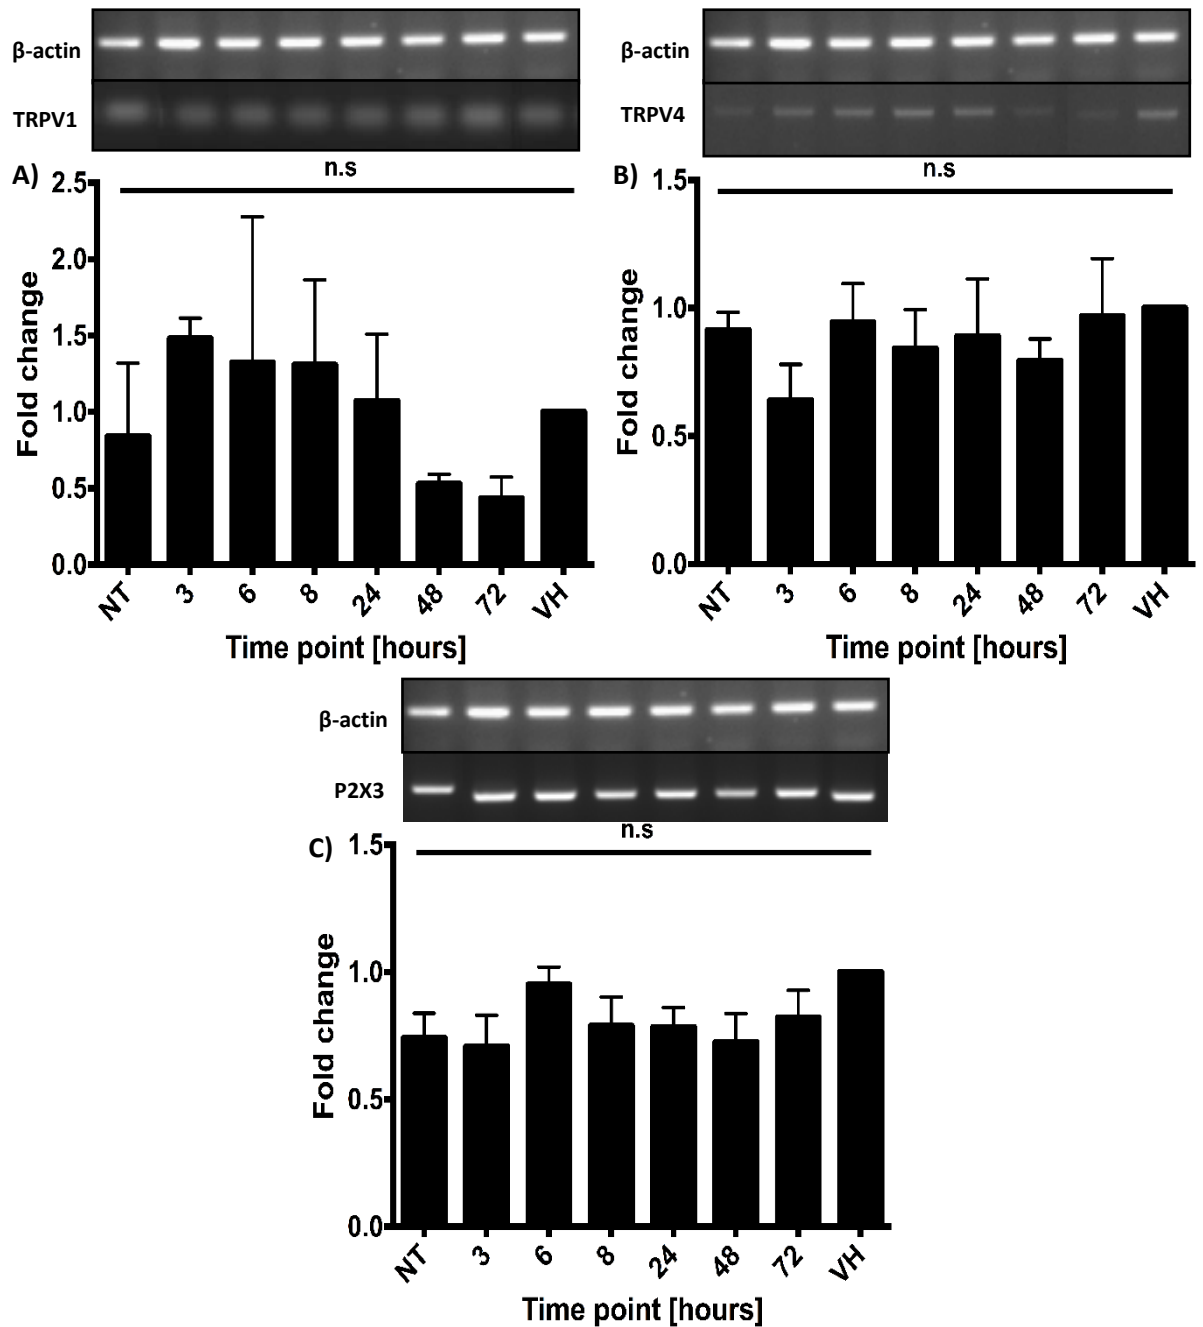 β-actin
TRPV1
A)
n.s
2.5
2.0
1.5
1.0
0.5
0.0
Fold change
NT 3 6 8 24 48 72 VH
Time point [hours]
β-actin
TRPV4
B)
n.s
1.5
1.0
0.5
0.0
Fold change
NT 3 6 8 24 48 72 VH
Time point [hours]
β-actin
P2X3
C)
n.s
1.5
1.0
0.5
0.0
Fold change
NT 3 6 8 24 48 72 VH
Time point [hours]